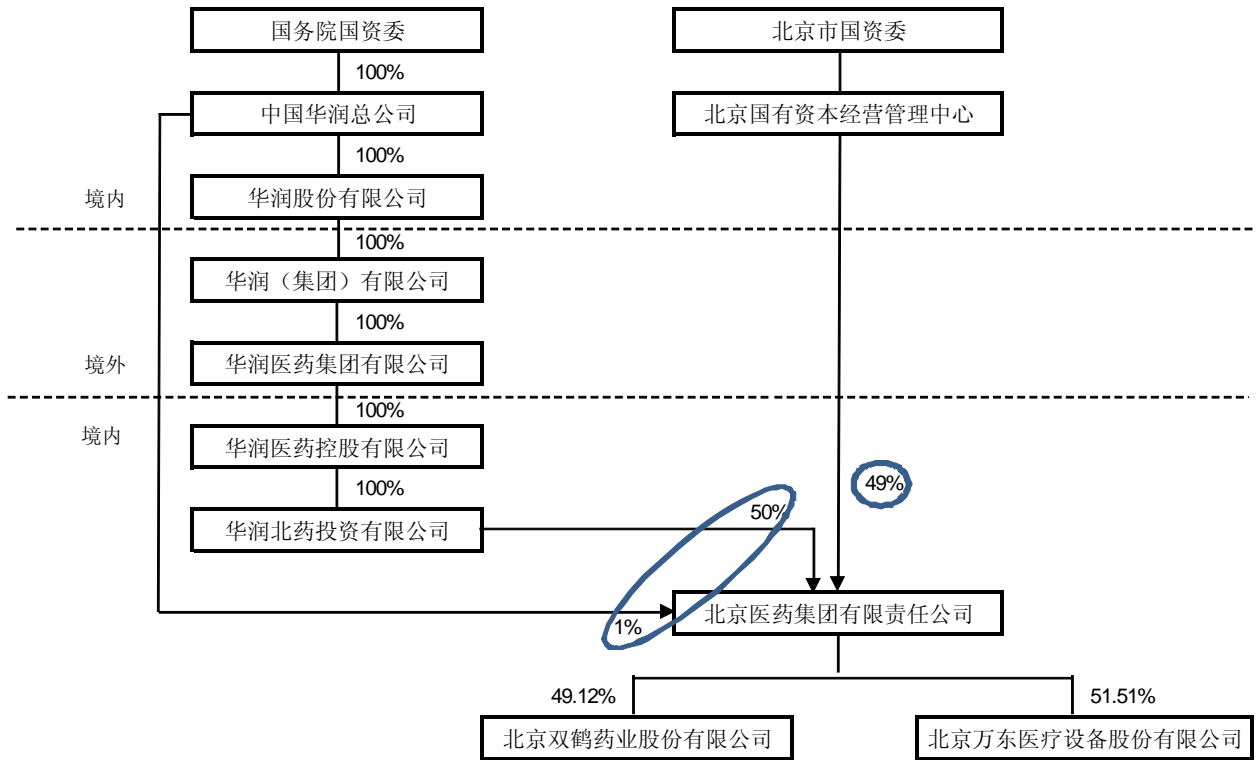 国务院国资委
北京市国资委
100%
中国华润总公司
北京国有资本经营管理中心
100%
华润股份有限公司
境内
100%
华润（集团）有限公司
100%
华润医药集团有限公司
境外
100%
境内
华润医药控股有限公司
100%
49%
华润北药投资有限公司
50%
北京医药集团有限责任公司
1%
49.12%
51.51%
北京双鹤药业股份有限公司
北京万东医疗设备股份有限公司